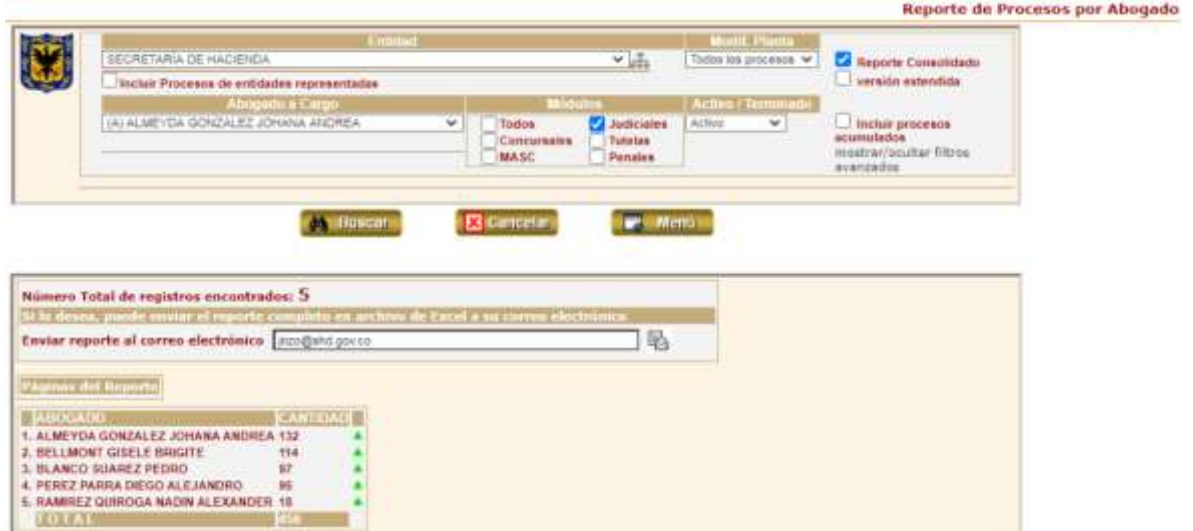 Reporte de Procesos por Abogado
Entidad
Modif. Planta
SECRETARÍA DE HACIENDA
Todos los procesos
Reporte Consolidado
Incluir Procesos de entidades representadas
versión extendida
Abogado a Cargo
Módulos
Activo / Terminado
(A) ALMEYDA GONZALEZ JOHANA ANDREA
Todos
Judiciales
Activo
Incluir procesos acumulados
Concursales
Tutelas
MASC
Penales
mostrar/ocultar filtros avanzados
Buscar
Cancelar
Menú
Número Total de registros encontrados: 5
Si lo desea, puede enviar el reporte completo en archivo de Excel a su correo electrónico
Enviar reporte al correo electrónico
@shd.gov.co
Páginas del Reporte
ABOGADO CANTIDAD
1. ALMEYDA GONZALEZ JOHANA ANDREA 132
2. BELLMONT GISELE BRIGITE 114
3. BLANCO SUAREZ PEDRO 97
4. PEREZ PARRA DIEGO ALEJANDRO 95
5. RAMIREZ QUIROGA NADIN ALEXANDER 18
TOTAL 456